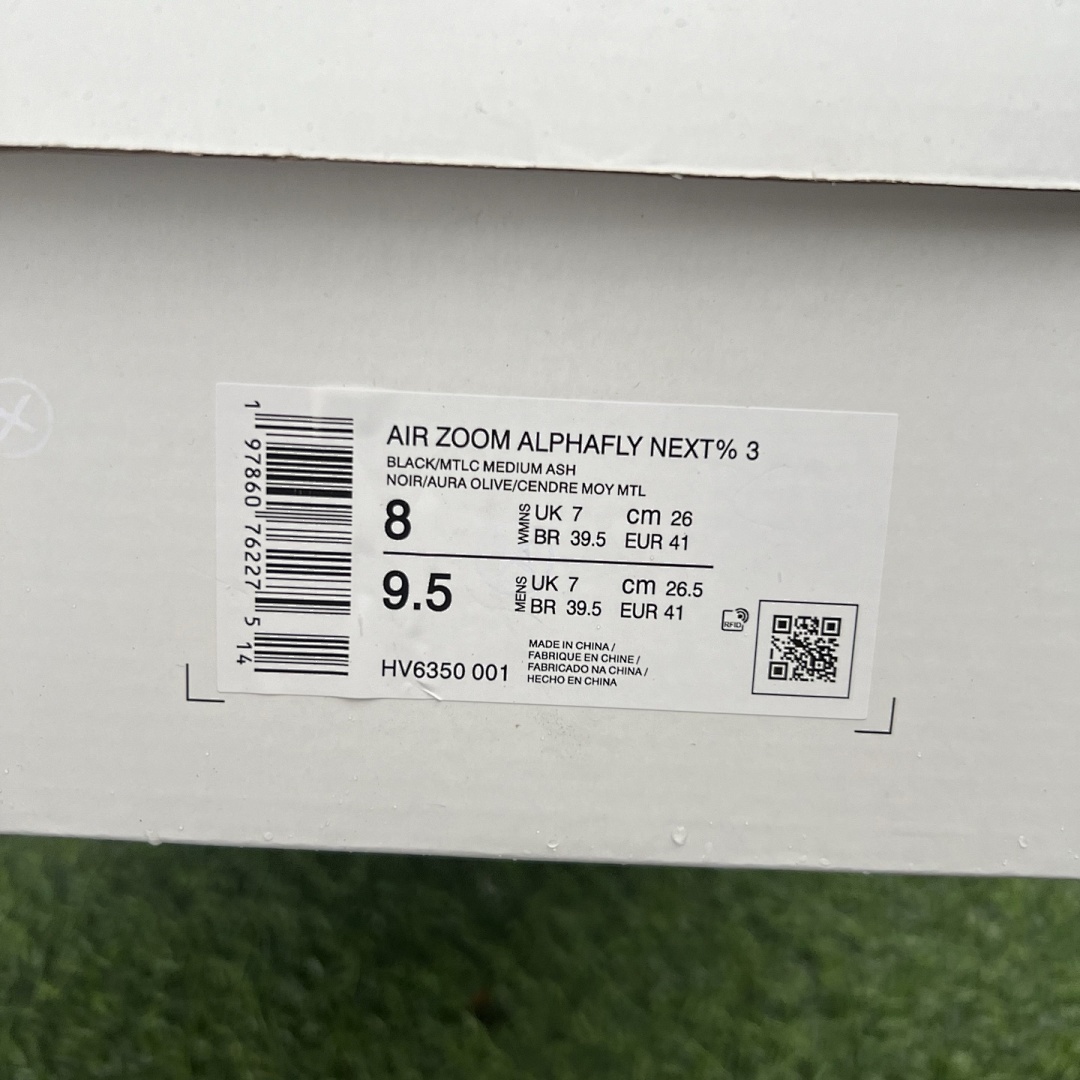 1 97860 76227 5 14
AIR ZOOM ALPHAFLY NEXT% 3
BLACK/MTLC MEDIUM ASH
NOIR/AURA OLIVE/CENDRE MOY MTL
8 WMNS UK 7 cm 26
BR 39.5 EUR 41
9.5 MENS UK 7 cm 26.5
BR 39.5 EUR 41
RFID
MADE IN CHINA /
FABRIQUE EN CHINE /
FABRICADO NA CHINA /
HECHO EN CHINA
HV6350 001